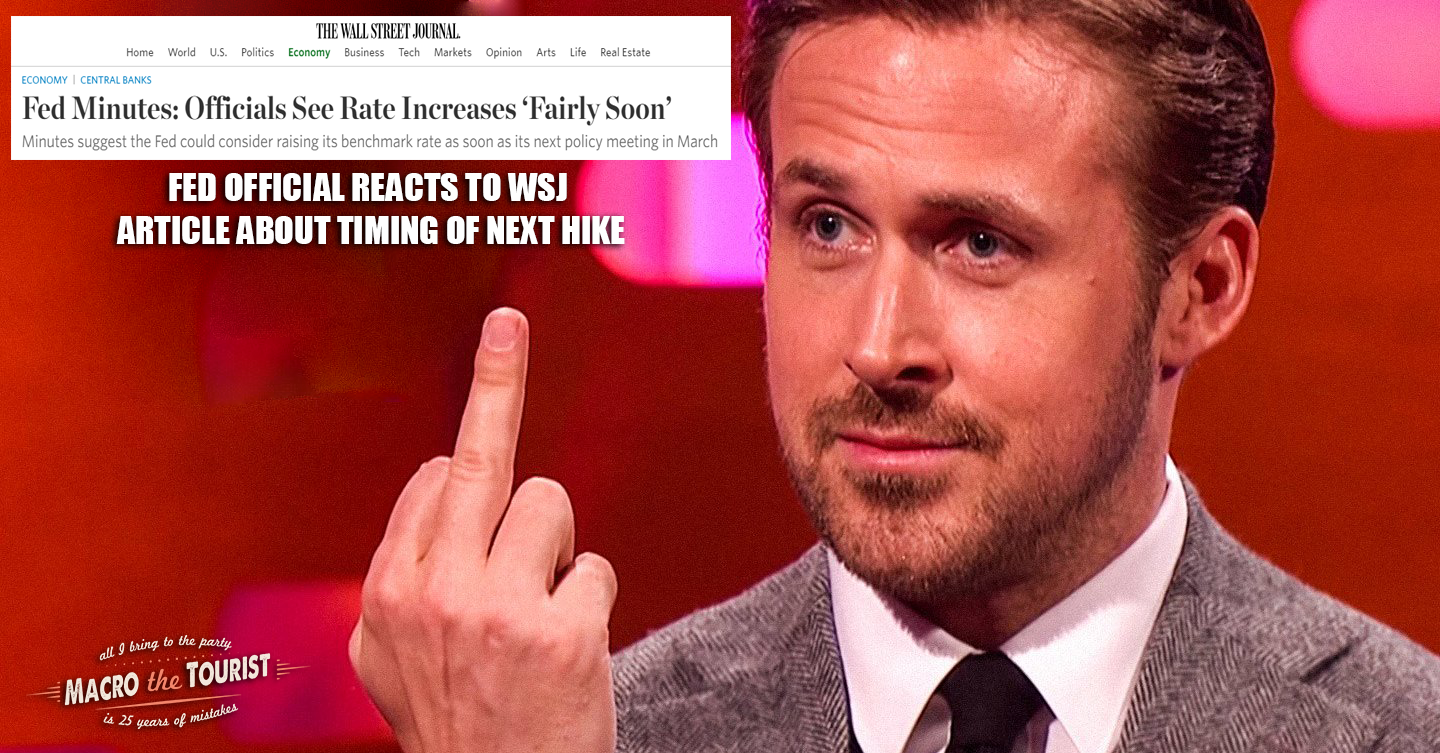 THE WALL STREET JOURNAL.
Home World U.S. Politics Economy Business Tech Markets Opinion Arts Life Real Estate
ECONOMY | CENTRAL BANKS
Fed Minutes: Officials See Rate Increases ‘Fairly Soon’
Minutes suggest the Fed could consider raising its benchmark rate as soon as its next policy meeting in March
FED OFFICIAL REACTS TO WSJ
ARTICLE ABOUT TIMING OF NEXT HIKE
all I bring to the party
MACRO the TOURIST
is 25 years of mistakes